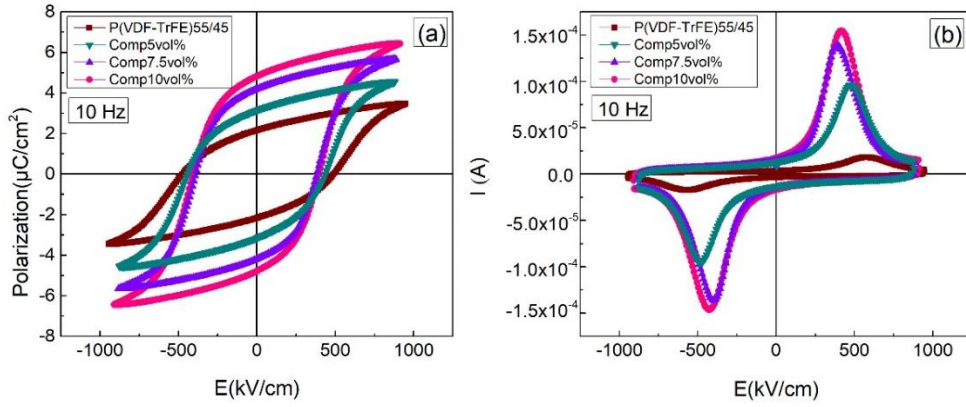 (a)
P(VDF-TrFE)55/45
Comp5vol%
Comp7.5vol%
Comp10vol%
10 Hz
8
6
4
2
0
-2
-4
-6
-8
Polarization(μC/cm²)
-1000 -500 0 500 1000
E(kV/cm)
(b)
P(VDF-TrFE)55/45
Comp5vol%
Comp7.5vol%
Comp10vol%
10 Hz
1.5x10⁻⁴
1.0x10⁻⁴
5.0x10⁻⁵
0.0
-5.0x10⁻⁵
-1.0x10⁻⁴
-1.5x10⁻⁴
I (A)
-1000 -500 0 500 1000
E(kV/cm)